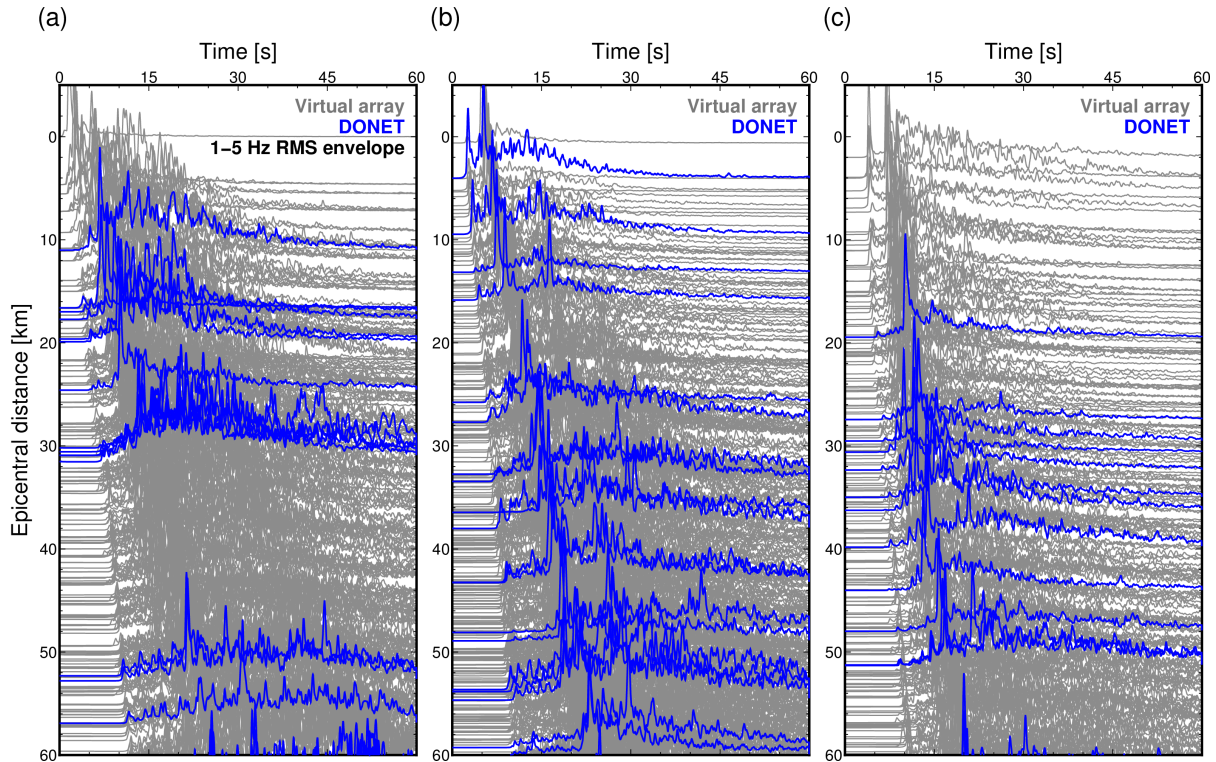 (a) (b) (c)
Time [s] Time [s] Time [s]
0 15 30 45 60 0 15 30 45 60 0 15 30 45 60
Virtual array Virtual array Virtual array
DONET DONET DONET
1–5 Hz RMS envelope
Epicentral distance [km]
0 0 0
10 10 10
20 20 20
30 30 30
40 40 40
50 50 50
60 60 60